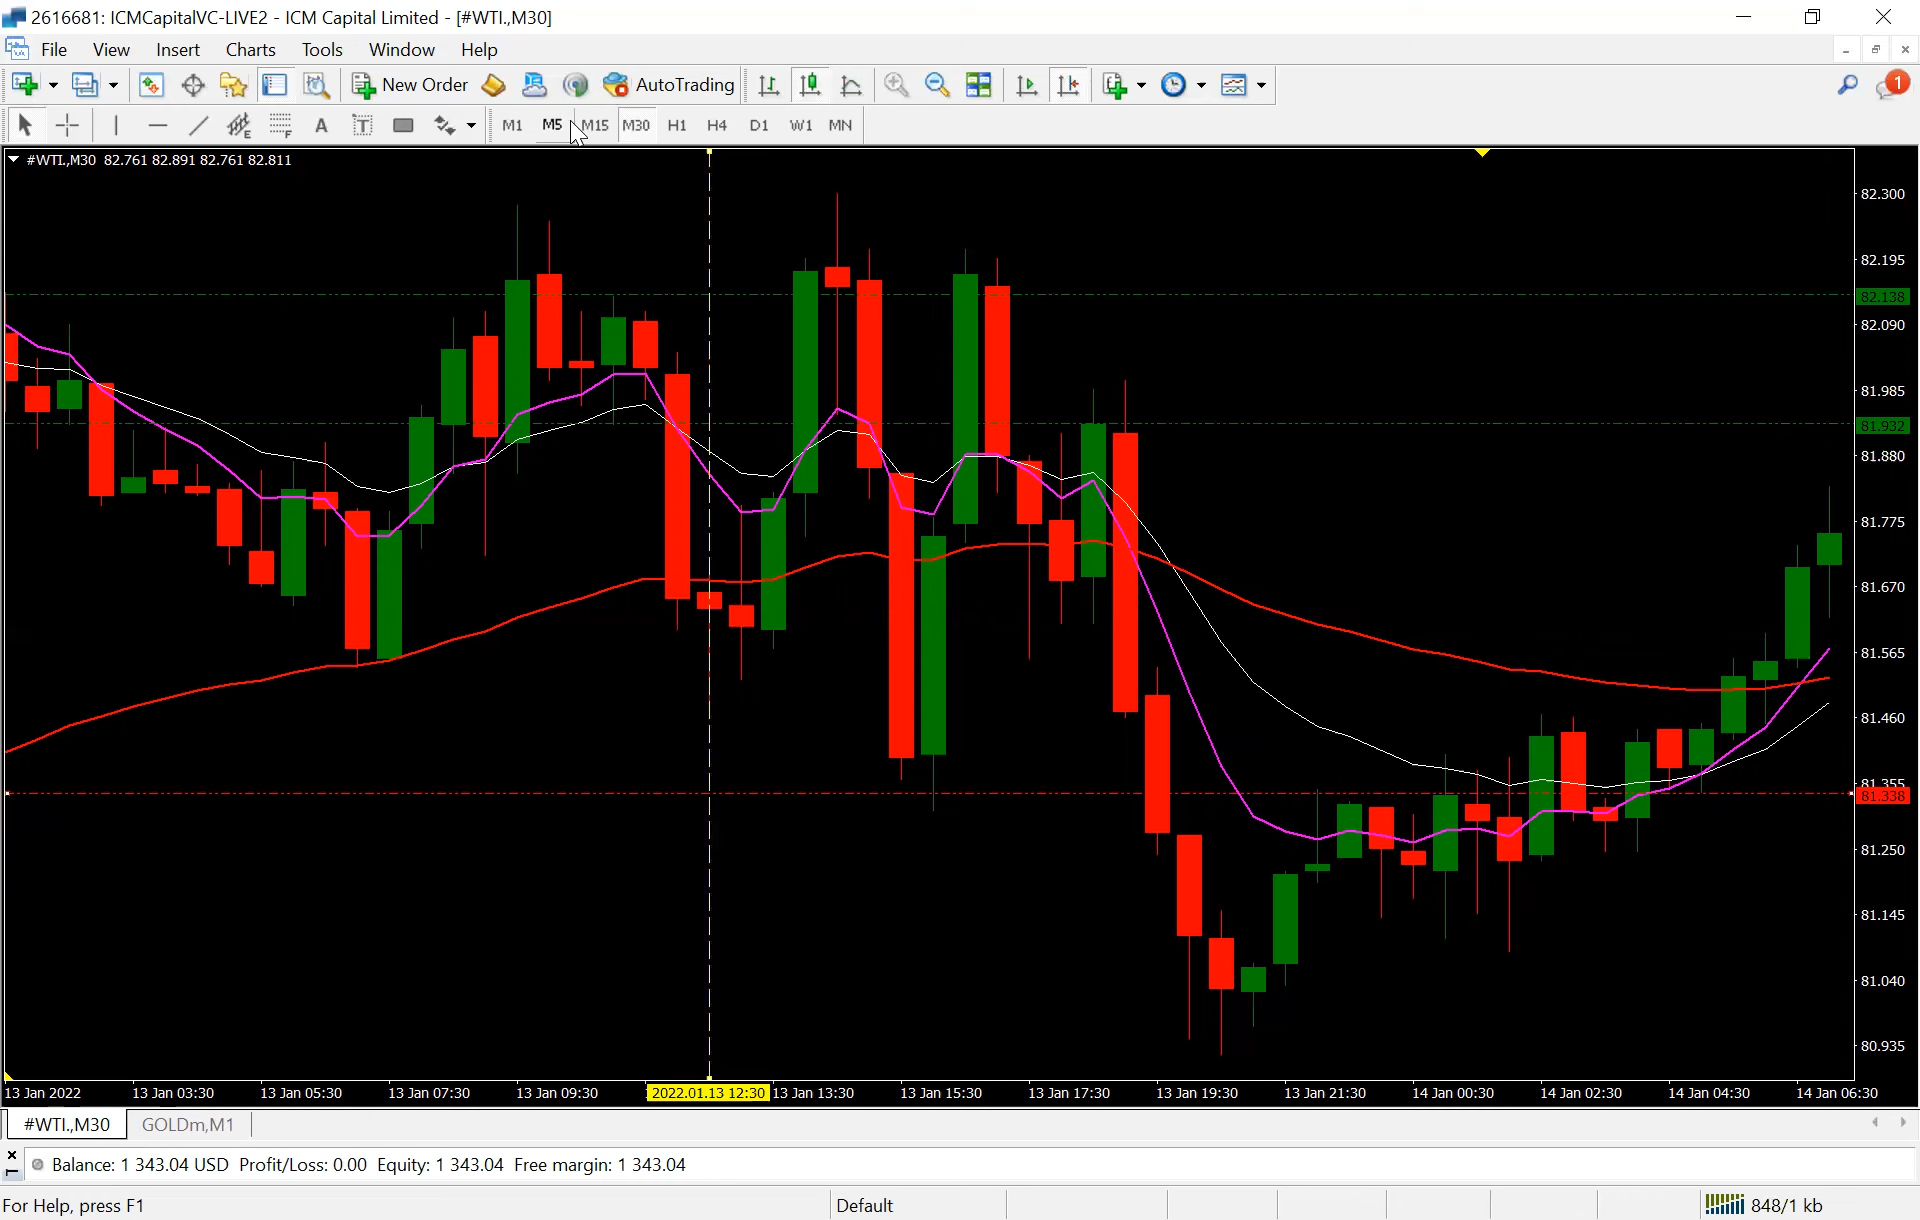 2616681: ICMCapitalVC-LIVE2 - ICM Capital Limited - [#WTI.,M30]
File View Insert Charts Tools Window Help
New Order AutoTrading 1
A T M1 M5 M15 M30 H1 H4 D1 W1 MN
#WTI.,M30 82.761 82.891 82.761 82.811
82.300
82.195
82.138
82.090
81.985
81.932
81.880
81.775
81.670
81.565
81.460
81.355
81.338
81.250
81.145
81.040
80.935
13 Jan 2022 13 Jan 03:30 13 Jan 05:30 13 Jan 07:30 13 Jan 09:30 2022.01.13 12:30 13 Jan 13:30 13 Jan 15:30 13 Jan 17:30 13 Jan 19:30 13 Jan 21:30 14 Jan 00:30 14 Jan 02:30 14 Jan 04:30 14 Jan 06:30
#WTI.,M30 GOLDm,M1
Balance: 1 343.04 USD Profit/Loss: 0.00 Equity: 1 343.04 Free margin: 1 343.04
For Help, press F1 Default 848/1 kb